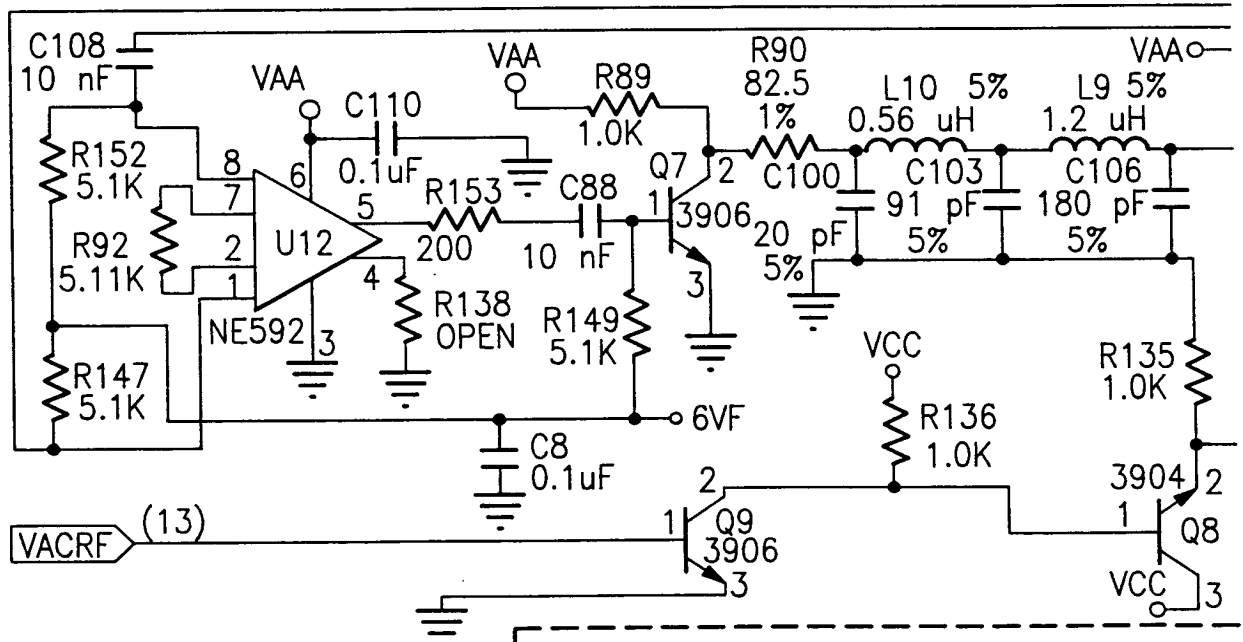 C108
10 nF
VAA
C110
0.1uF
VAA
R89
1.0K
R90
82.5
1%
L10 5%
0.56 uH
L9 5%
1.2 uH
VAA
R152
5.1K
8
7
6
R92
5.11K
2
1
U12
5
4
NE592
3
R153
200
C88
10 nF
Q7
1
2
3906
3
C100
20 pF
5%
C103
91 pF
5%
C106
180 pF
5%
R138
OPEN
R149
5.1K
R147
5.1K
6VF
C8
0.1uF
VCC
R136
1.0K
R135
1.0K
VACRF
(13)
1
2
Q9
3906
3
3904
1
2
Q8
VCC
3